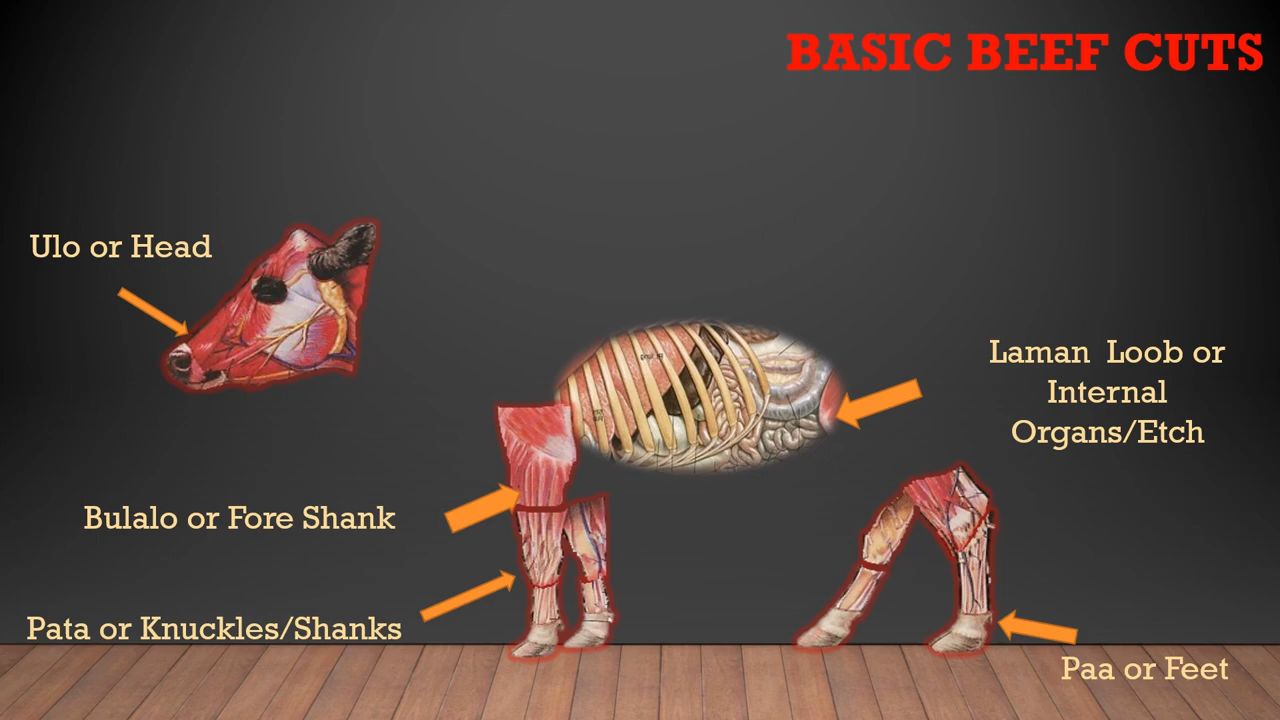 BASIC BEEF CUTS
Ulo or Head
Laman Loob or
Internal
Organs/Etch
Bulalo or Fore Shank
Pata or Knuckles/Shanks
Paa or Feet